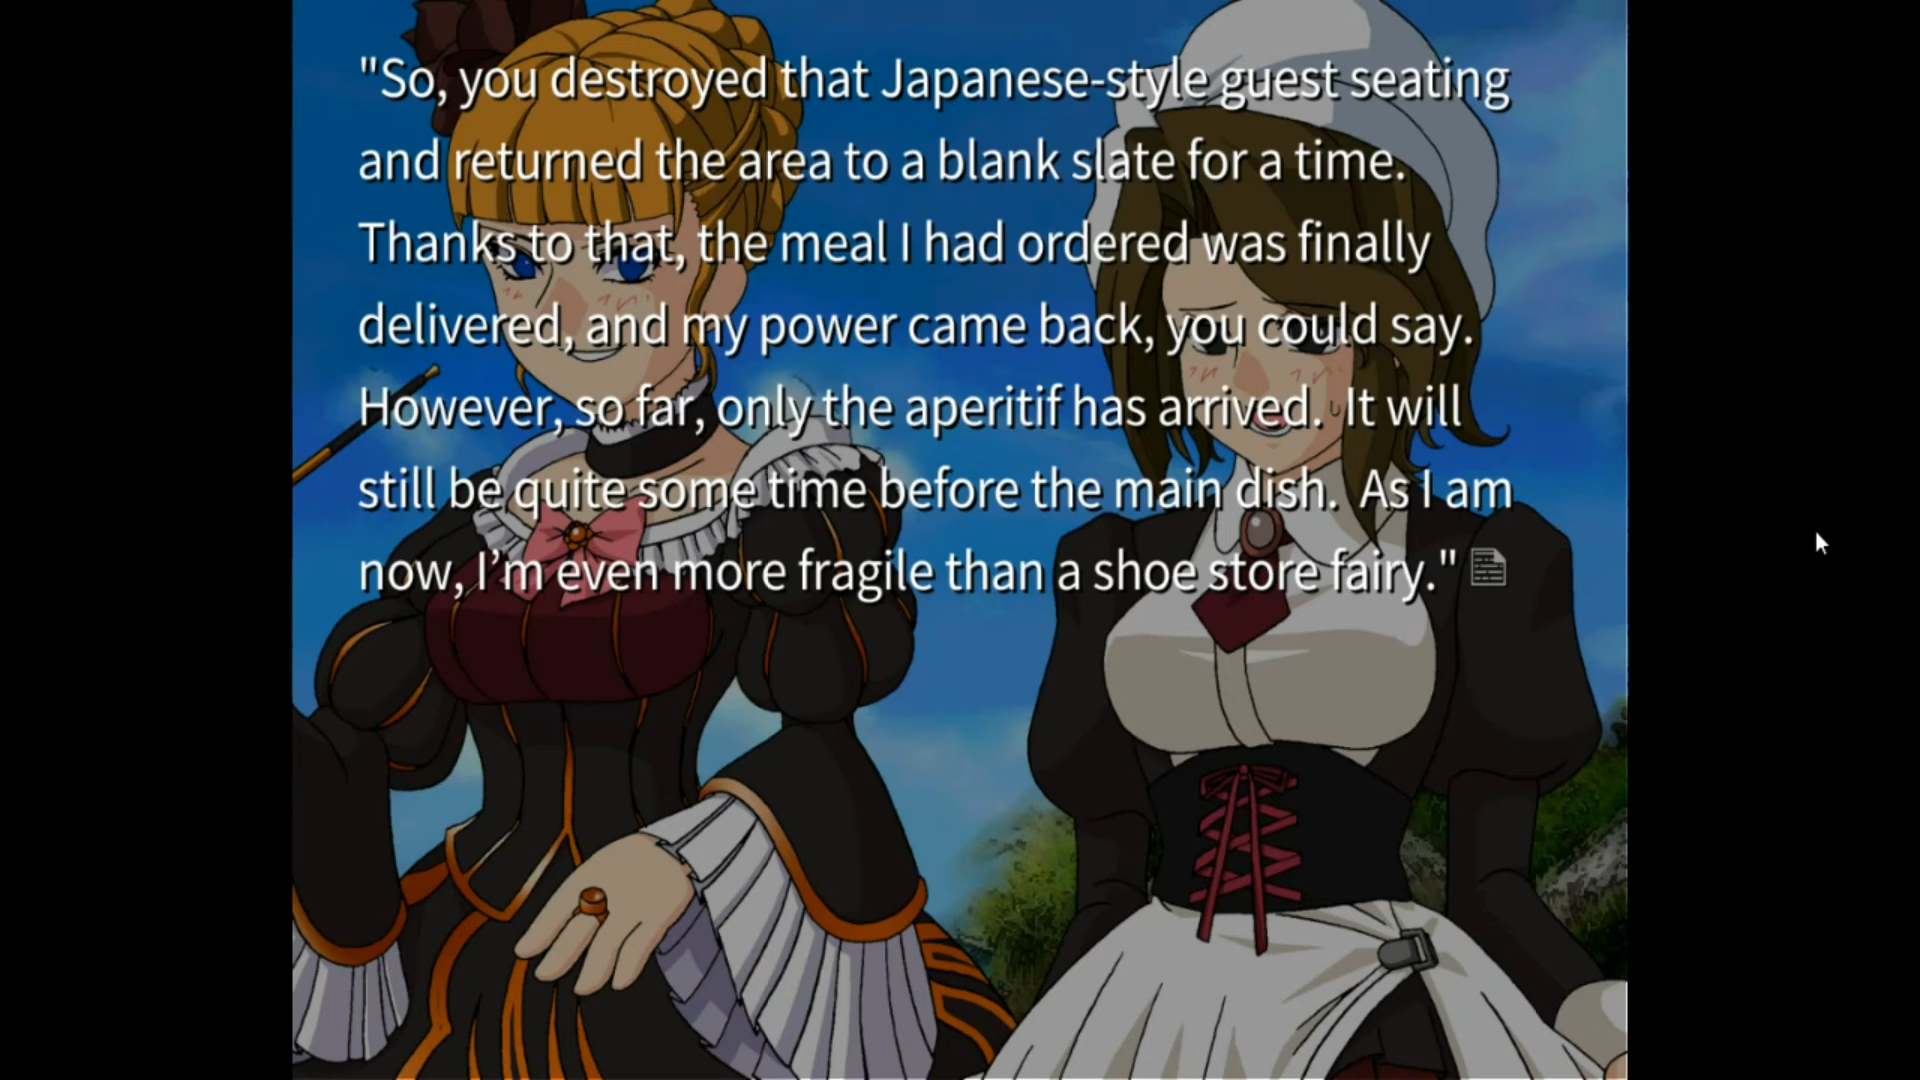 "So, you destroyed that Japanese-style guest seating
and returned the area to a blank slate for a time.
Thanks to that, the meal I had ordered was finally
delivered, and my power came back, you could say.
However, so far, only the aperitif has arrived.  It will
still be quite some time before the main dish.  As I am
now, I’m even more fragile than a shoe store fairy."